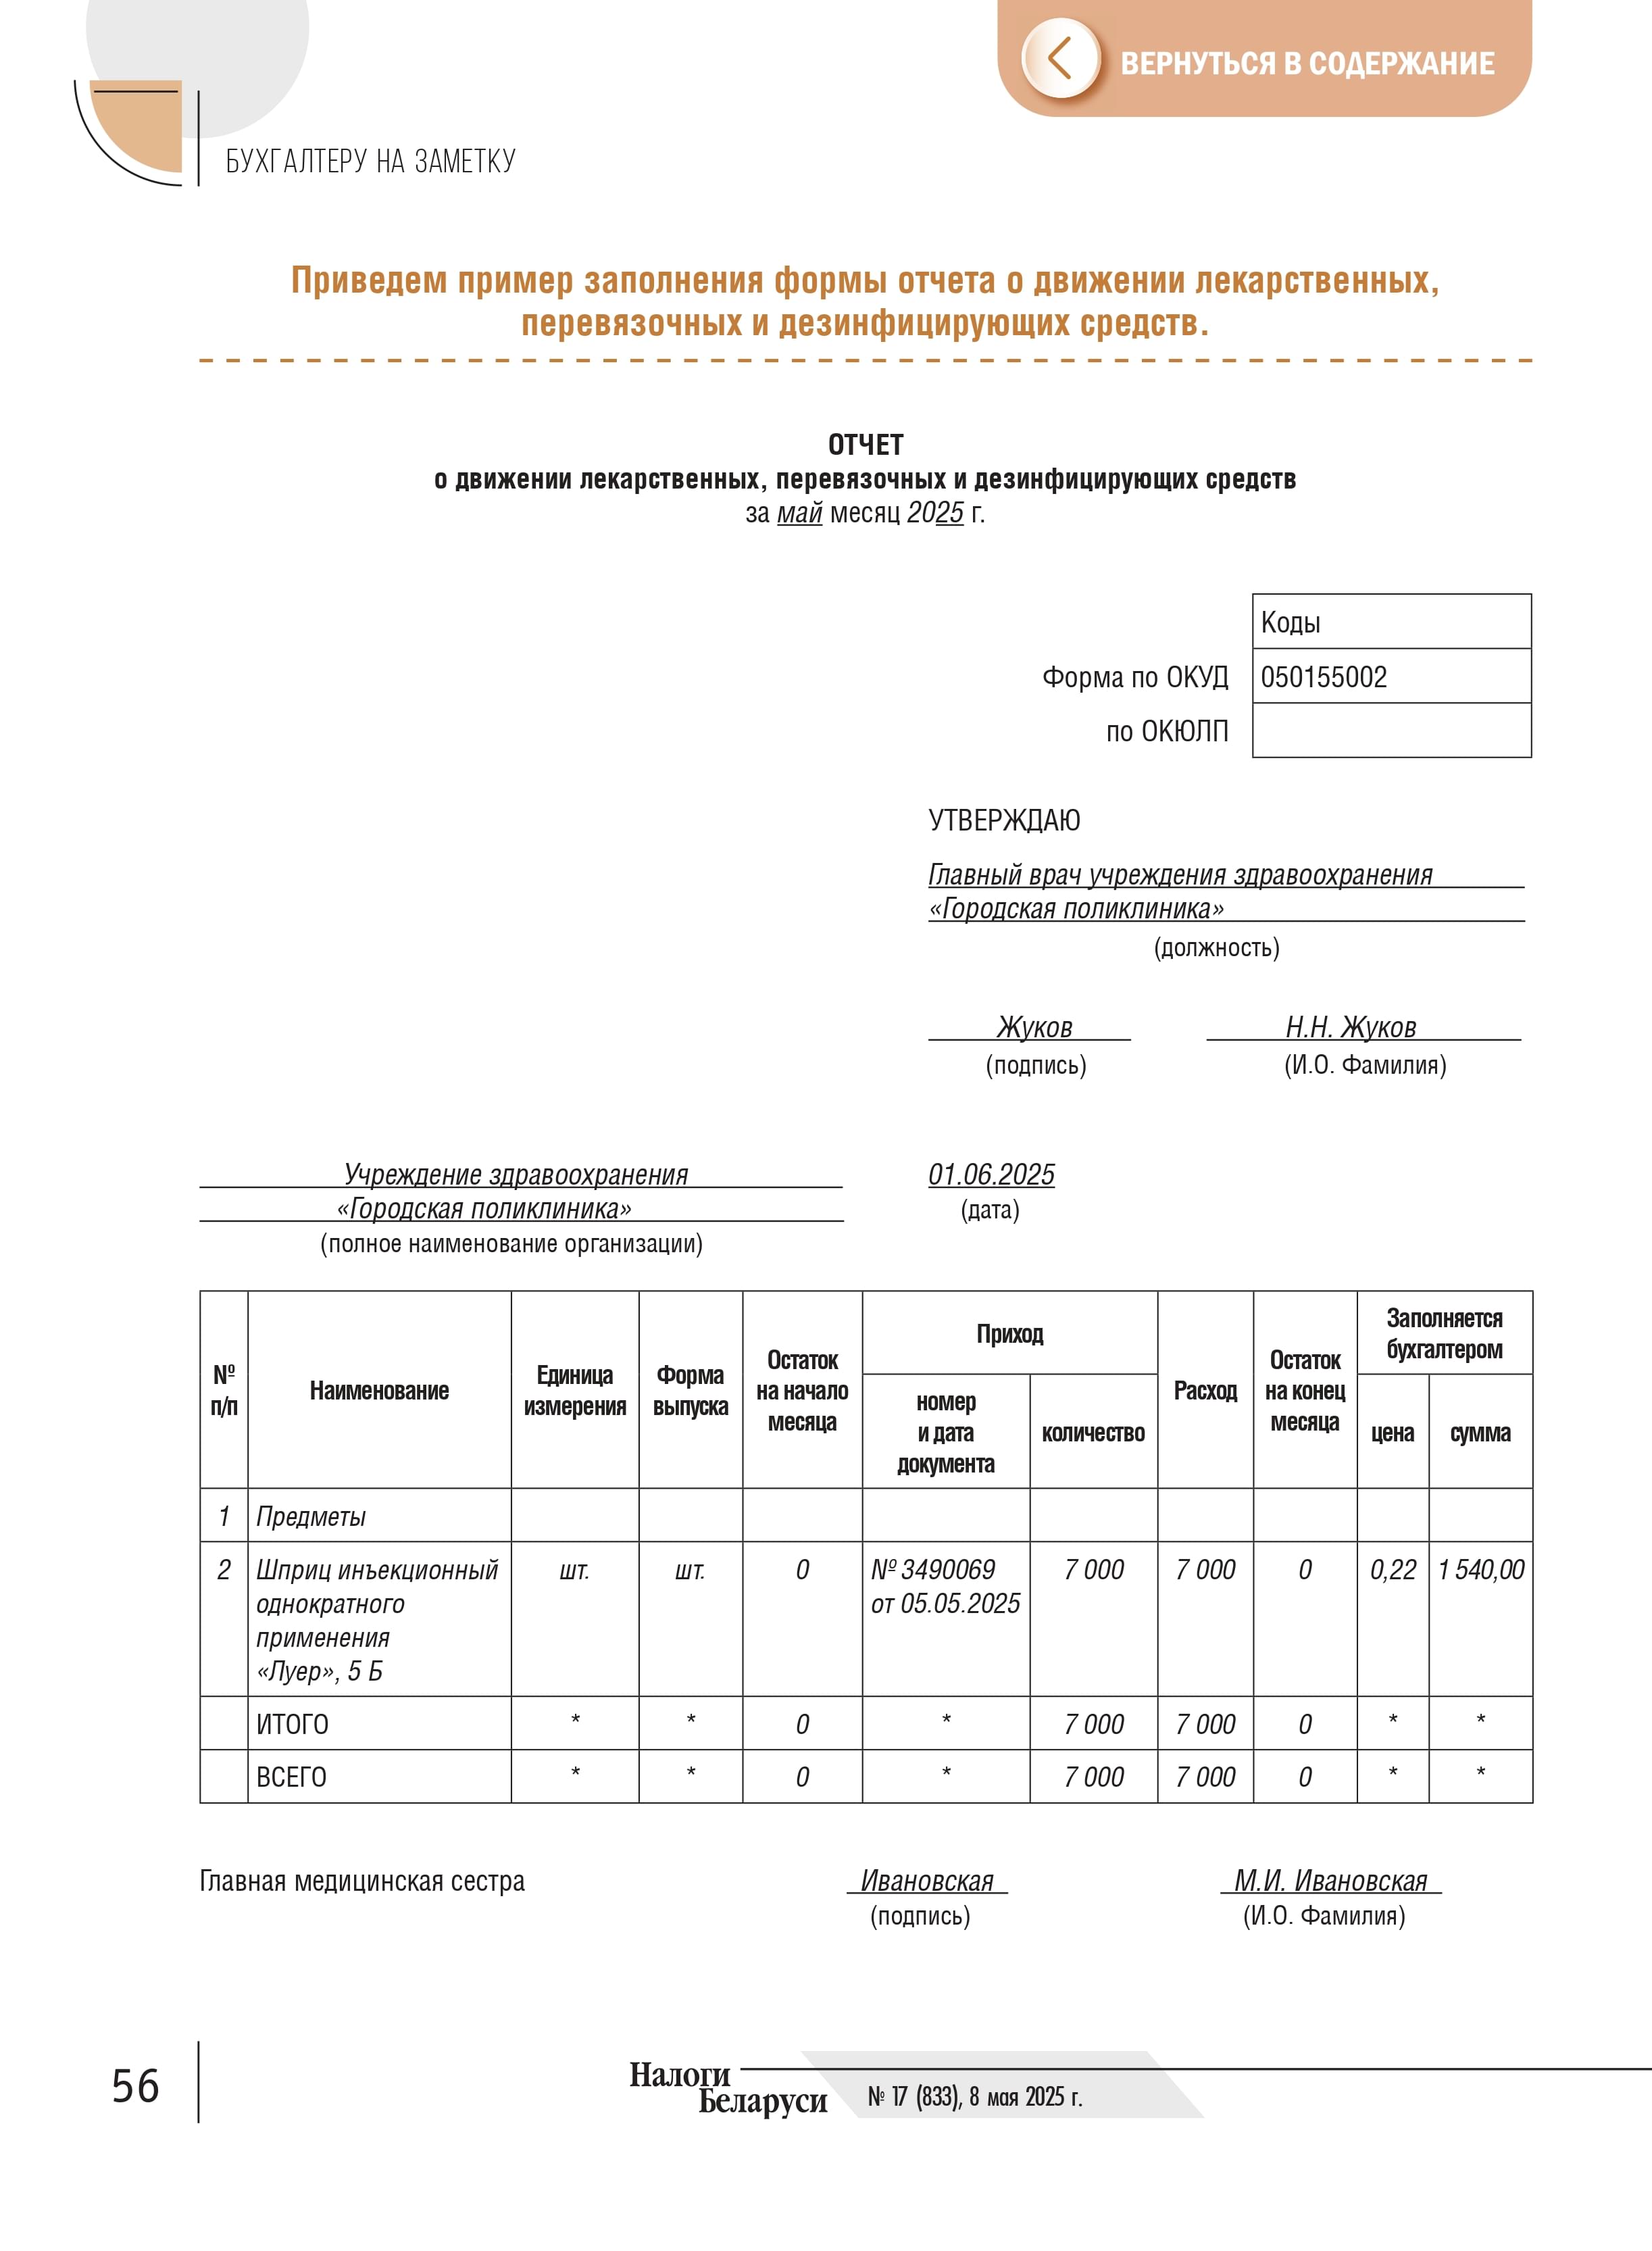 ВЕРНУТЬСЯ В СОДЕРЖАНИЕ
БУХГАЛТЕРУ НА ЗАМЕТКУ
Приведем пример заполнения формы отчета о движении лекарственных,
перевязочных и дезинфицирующих средств.
ОТЧЕТ
о движении лекарственных, перевязочных и дезинфицирующих средств
за май месяц 2025 г.
Коды
Форма по ОКУД 050155002
по ОКЮЛП
УТВЕРЖДАЮ
Главный врач учреждения здравоохранения
«Городская поликлиника»
(должность)
Жуков Н.Н. Жуков
(подпись) (И.О. Фамилия)
Учреждение здравоохранения 01.06.2025
«Городская поликлиника» (дата)
(полное наименование организации)
№ п/п Наименование Единица измерения Форма выпуска Остаток на начало месяца Приход Расход Остаток на конец месяца Заполняется бухгалтером
номер и дата документа количество цена сумма
1 Предметы
2 Шприц инъекционный шт. шт. 0 № 3490069 7 000 7 000 0 0,22 1 540,00
однократного от 05.05.2025
применения
«Луер», 5 Б
ИТОГО * * 0 * 7 000 7 000 0 * *
ВСЕГО * * 0 * 7 000 7 000 0 * *
Главная медицинская сестра Ивановская М.И. Ивановская
(подпись) (И.О. Фамилия)
56
Налоги
Беларуси № 17 (833), 8 мая 2025 г.